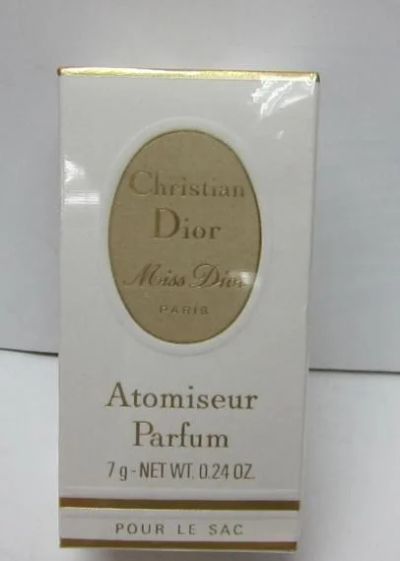 Christian
Dior
Miss Dior
PARIS
Atomiseur
Parfum
7 g - NET WT. 0.24 OZ.
POUR LE SAC